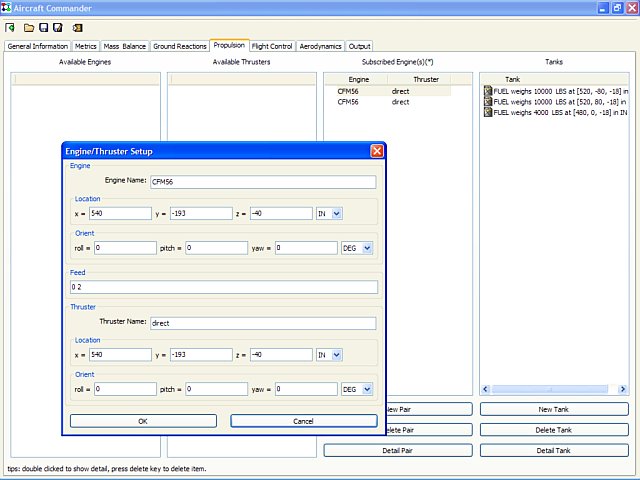 Aircraft Commander
General Information Metrics Mass Balance Ground Reactions Propulsion Flight Control Aerodynamics Output
Available Engines Available Thrusters Subscribed Engine(s)(*) Tanks
Engine Thruster Tank
CFM56 direct FUEL weighs 10000 LBS at [520, -80, -18] in
CFM56 direct FUEL weighs 10000 LBS at [520, 80, -18] in
FUEL weighs 4000 LBS at [480, 0, -18] in IN
Engine/Thruster Setup
Engine
Engine Name: CFM56
Location
x = 540 y = -193 z = -40 IN
Orient
roll = 0 pitch = 0 yaw = 0 DEG
Feed
0 2
Thruster
Thruster Name: direct
Location
x = 540 y = -193 z = -40 IN
Orient
roll = 0 pitch = 0 yaw = 0 DEG
OK Cancel
New Pair New Tank
Delete Pair Delete Tank
Detail Pair Detail Tank
tips: double clicked to show detail, press delete key to delete item.